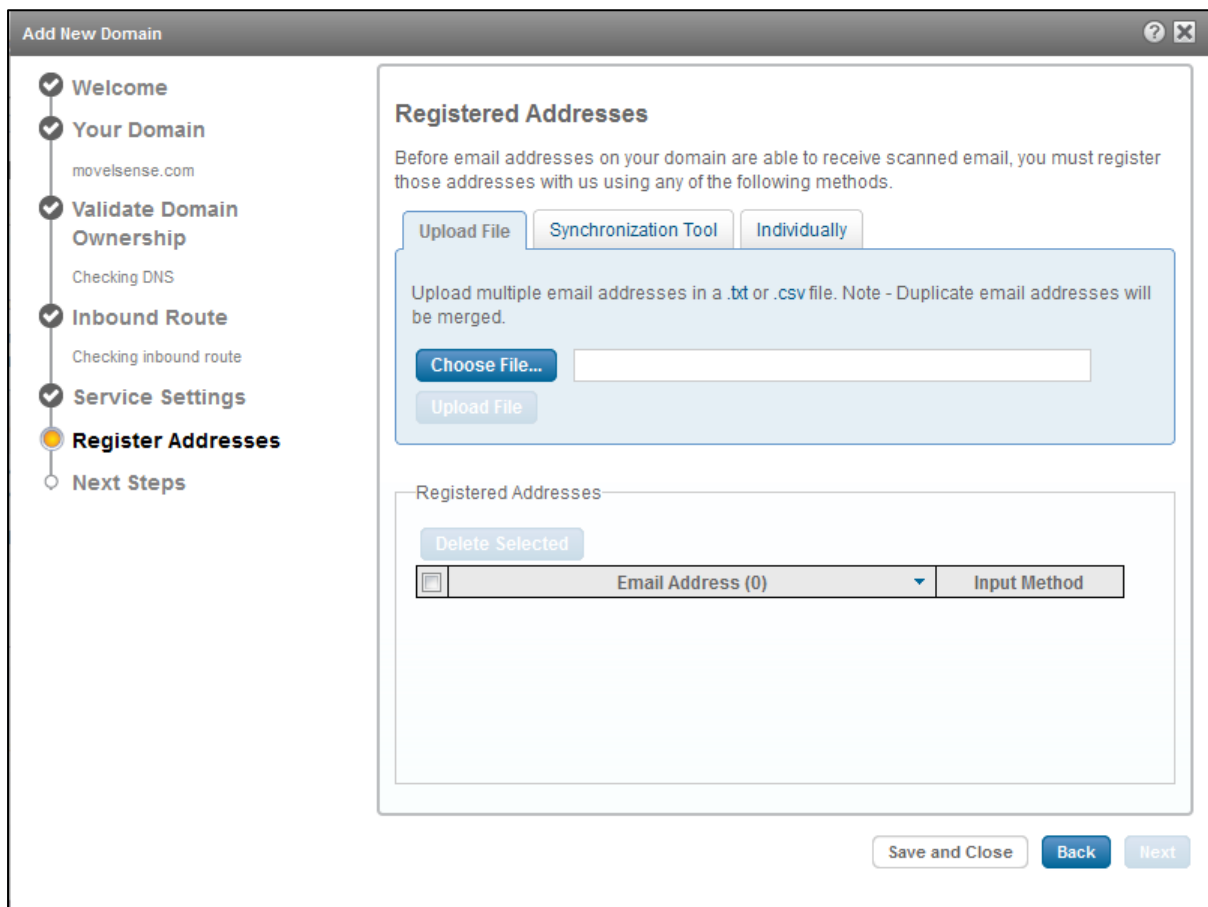 Add New Domain
Welcome
Your Domain
movelsense.com
Validate Domain
Ownership
Checking DNS
Inbound Route
Checking inbound route
Service Settings
Register Addresses
Next Steps
Registered Addresses
Before email addresses on your domain are able to receive scanned email, you must register
those addresses with us using any of the following methods.
Upload File Synchronization Tool Individually
Upload multiple email addresses in a .txt or .csv file. Note - Duplicate email addresses will
be merged.
Choose File...
Upload File
Registered Addresses
Delete Selected
Email Address (0) Input Method
Save and Close Back Next